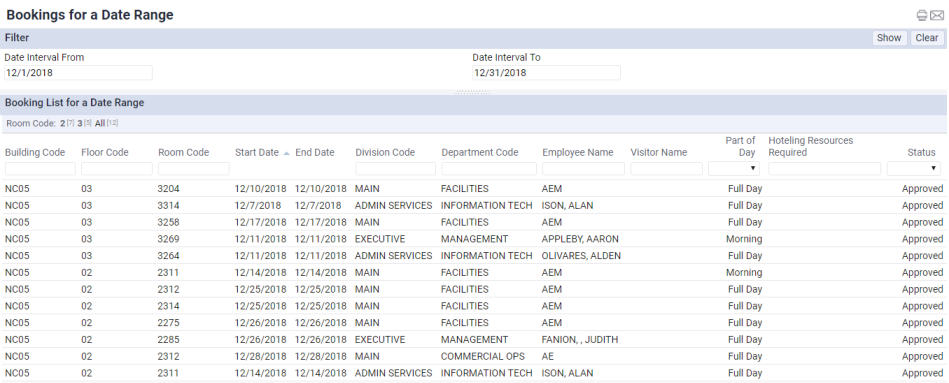 Bookings for a Date Range
Filter Show Clear
Date Interval From Date Interval To
12/1/2018 12/31/2018
Booking List for a Date Range
Room Code: 2 [7] 3 [5] All [12]
Building Code Floor Code Room Code Start Date End Date Division Code Department Code Employee Name Visitor Name Part of Day Hoteling Resources Required Status
NC05 03 3204 12/10/2018 12/10/2018 MAIN FACILITIES AEM Full Day Approved
NC05 03 3314 12/7/2018 12/7/2018 ADMIN SERVICES INFORMATION TECH ISON, ALAN Full Day Approved
NC05 03 3258 12/17/2018 12/17/2018 MAIN FACILITIES AEM Full Day Approved
NC05 03 3269 12/11/2018 12/11/2018 EXECUTIVE MANAGEMENT APPLEBY, AARON Morning Approved
NC05 03 3264 12/11/2018 12/11/2018 ADMIN SERVICES INFORMATION TECH OLIVARES, ALDEN Full Day Approved
NC05 02 2311 12/14/2018 12/14/2018 MAIN FACILITIES AEM Morning Approved
NC05 02 2312 12/25/2018 12/25/2018 MAIN FACILITIES AEM Full Day Approved
NC05 02 2314 12/25/2018 12/25/2018 MAIN FACILITIES AEM Full Day Approved
NC05 02 2275 12/26/2018 12/26/2018 MAIN FACILITIES AEM Full Day Approved
NC05 02 2285 12/26/2018 12/26/2018 EXECUTIVE MANAGEMENT FANION, , JUDITH Full Day Approved
NC05 02 2312 12/28/2018 12/28/2018 MAIN COMMERCIAL OPS AE Full Day Approved
NC05 02 2311 12/14/2018 12/14/2018 ADMIN SERVICES INFORMATION TECH ISON, ALAN Full Day Approved